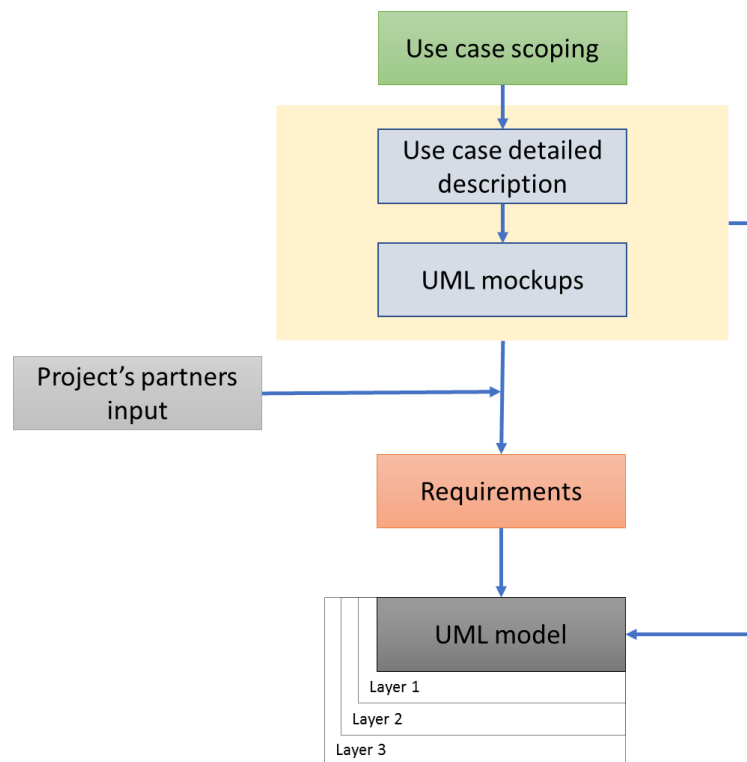 Use case scoping
Use case detailed
description
UML mockups
Project’s partners
input
Requirements
UML model
Layer 1
Layer 2
Layer 3